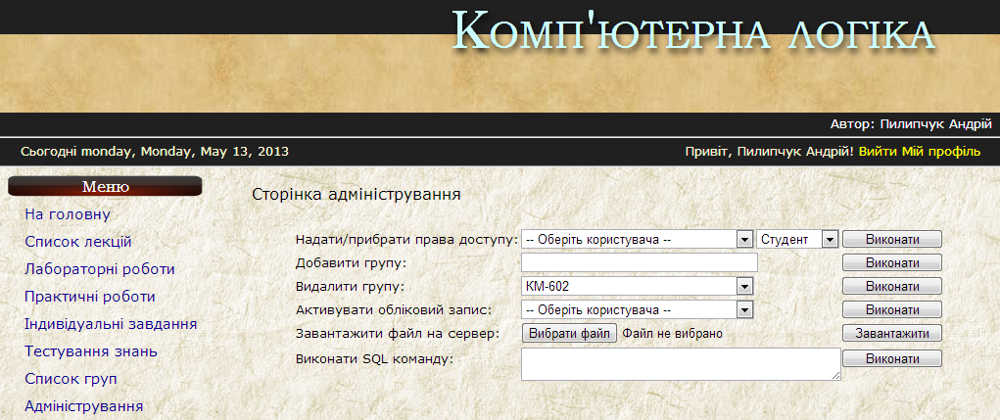 Комп'ютерна логіка
Автор: Пилипчук Андрій
Сьогодні monday, Monday, May 13, 2013 Привіт, Пилипчук Андрій! Вийти Мій профіль
Меню
На головну
Список лекцій
Лабораторні роботи
Практичні роботи
Індивідуальні завдання
Тестування знань
Список груп
Адміністрування
Сторінка адміністрування
Надати/прибрати права доступу: -- Оберіть користувача -- Студент Виконати
Добавити групу: Виконати
Видалити групу: КМ-602 Виконати
Активувати обліковий запис: -- Оберіть користувача -- Виконати
Завантажити файл на сервер: Вибрати файл Файл не вибрано Завантажити
Виконати SQL команду: Виконати